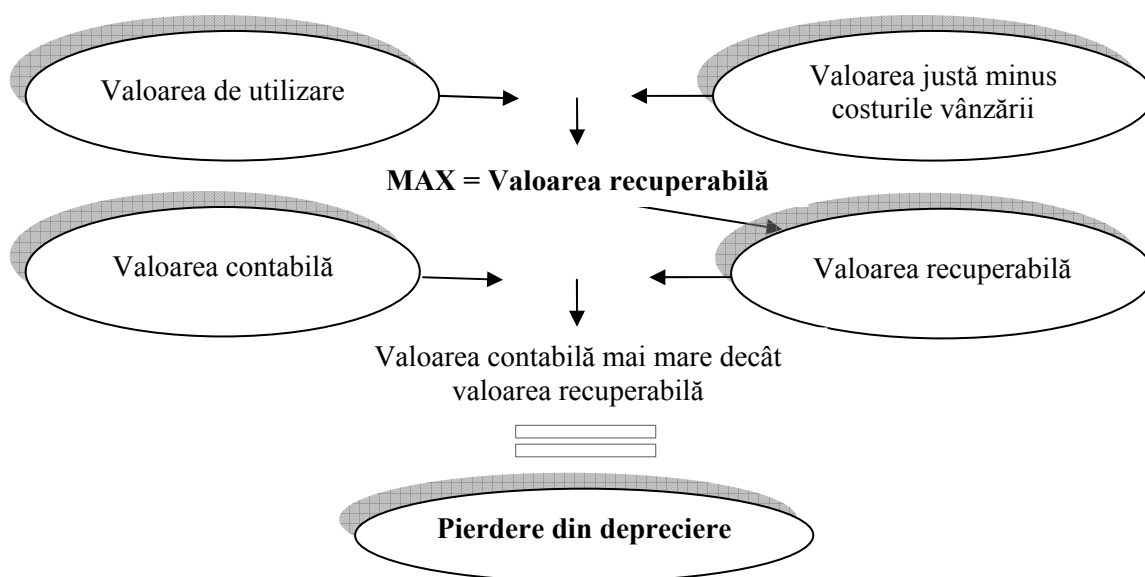 Valoarea de utilizare
Valoarea justă minus
costurile vânzării
MAX = Valoarea recuperabilă
Valoarea contabilă
Valoarea recuperabilă
Valoarea contabilă mai mare decât
valoarea recuperabilă
Pierdere din depreciere